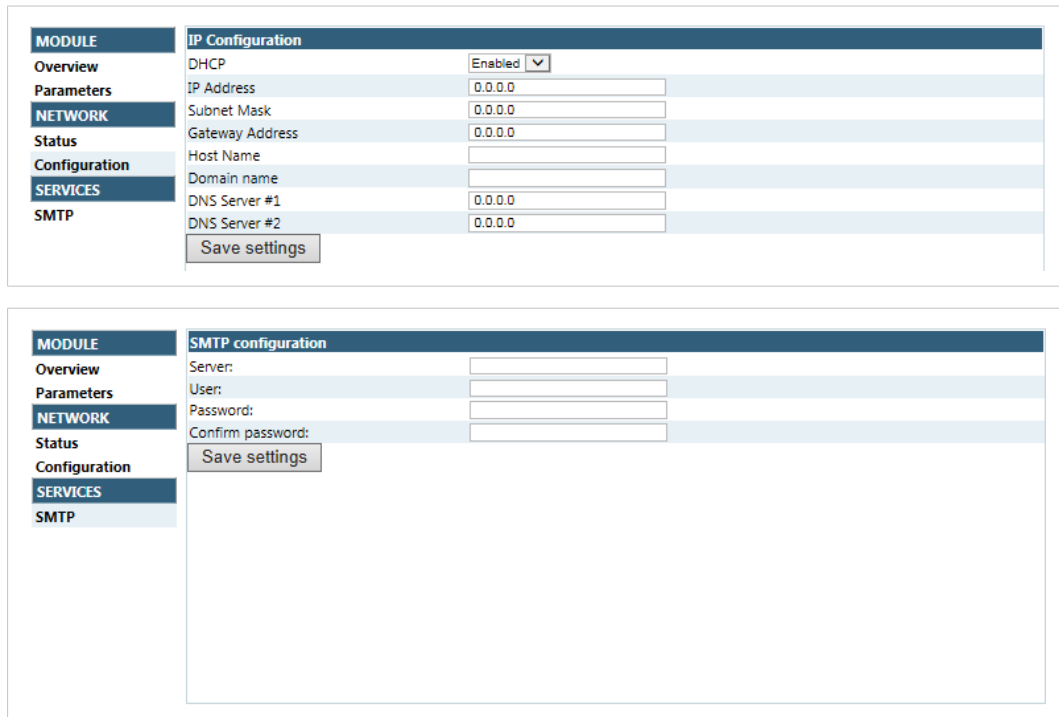 MODULE
Overview
Parameters
NETWORK
Status
Configuration
SERVICES
SMTP
IP Configuration
DHCP Enabled
IP Address 0.0.0.0
Subnet Mask 0.0.0.0
Gateway Address 0.0.0.0
Host Name
Domain name
DNS Server #1 0.0.0.0
DNS Server #2 0.0.0.0
Save settings
MODULE
Overview
Parameters
NETWORK
Status
Configuration
SERVICES
SMTP
SMTP configuration
Server:
User:
Password:
Confirm password:
Save settings